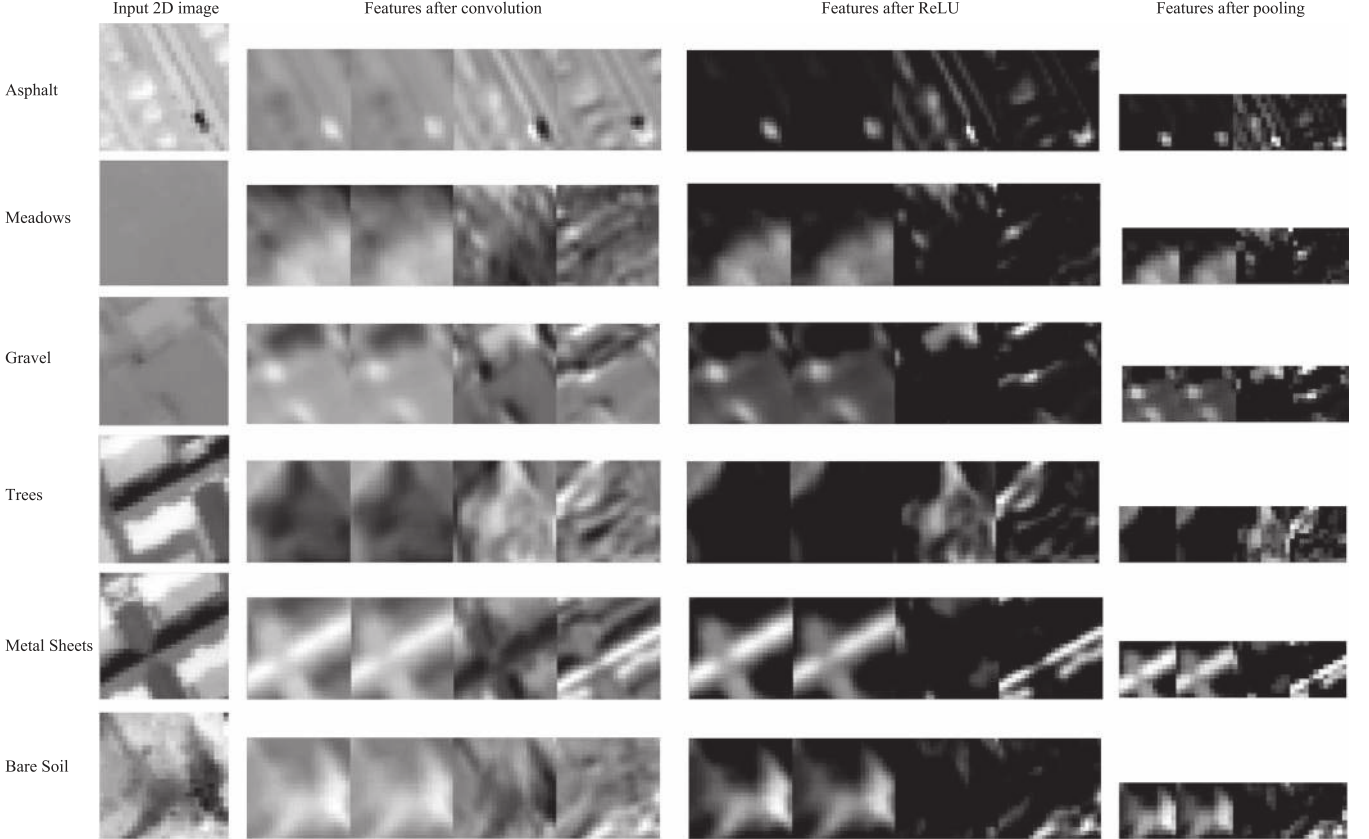 Input 2D image
Features after convolution
Features after ReLU
Features after pooling
Asphalt
Meadows
Gravel
Trees
Metal Sheets
Bare Soil